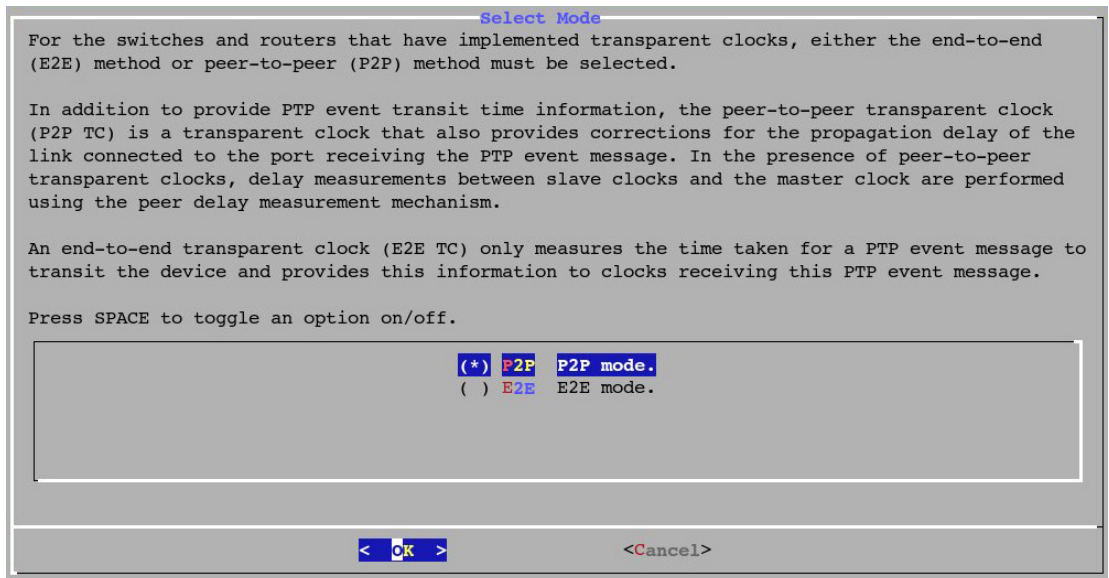 Select Mode
For the switches and routers that have implemented transparent clocks, either the end-to-end
(E2E) method or peer-to-peer (P2P) method must be selected.
In addition to provide PTP event transit time information, the peer-to-peer transparent clock
(P2P TC) is a transparent clock that also provides corrections for the propagation delay of the
link connected to the port receiving the PTP event message. In the presence of peer-to-peer
transparent clocks, delay measurements between slave clocks and the master clock are performed
using the peer delay measurement mechanism.
An end-to-end transparent clock (E2E TC) only measures the time taken for a PTP event message to
transit the device and provides this information to clocks receiving this PTP event message.
Press SPACE to toggle an option on/off.
(*) P2P P2P mode.
( ) E2E E2E mode.
< OK > <Cancel>